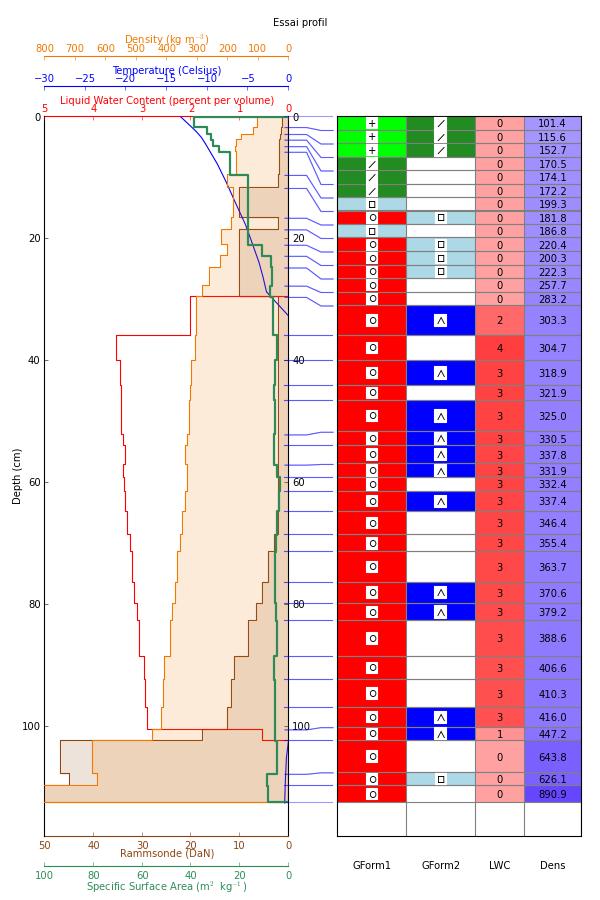 Essai profil
Density (kg m⁻³)
800 700 600 500 400 300 200 100 0
Temperature (Celsius)
−30 −25 −20 −15 −10 −5 0
Liquid Water Content (percent per volume)
5 4 3 2 1 0
0 0
20 20
40 40
60 60
80 80
100 100
Depth (cm)
+ / 0 101.4
+ / 0 115.6
+ / 0 152.7
/ 0 170.5
/ 0 174.1
/ 0 172.2
□ 0 199.3
O □ 0 181.8
□ 0 186.8
O □ 0 220.4
O □ 0 200.3
O □ 0 222.3
O 0 257.7
O 0 283.2
O ∧ 2 303.3
O 4 304.7
O ∧ 3 318.9
O 3 321.9
O ∧ 3 325.0
O ∧ 3 330.5
O ∧ 3 337.8
O ∧ 3 331.9
O 3 332.4
O ∧ 3 337.4
O 3 346.4
O 3 355.4
O 3 363.7
O ∧ 3 370.6
O ∧ 3 379.2
O 3 388.6
O 3 406.6
O 3 410.3
O ∧ 3 416.0
O ∧ 1 447.2
O 0 643.8
O □ 0 626.1
O 0 890.9
50 40 30 20 10 0
Rammsonde (DaN)
100 80 60 40 20 0
Specific Surface Area (m² kg⁻¹)
GForm1 GForm2 LWC Dens